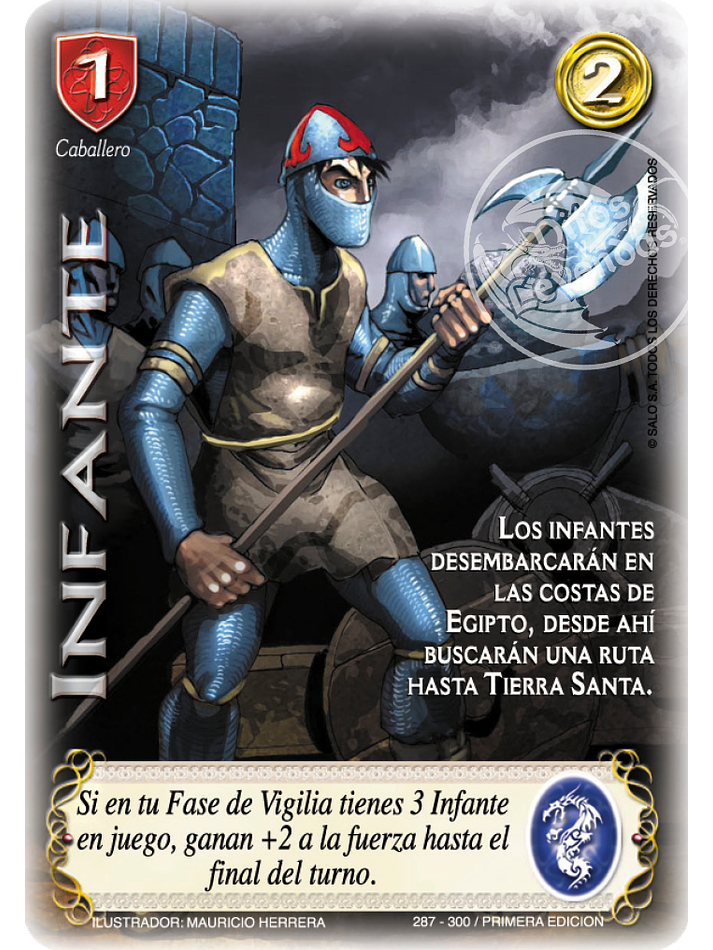 1
2
Caballero
INFANTE
Mitos
Leyendas
© SALO S.A. TODOS LOS DERECHOS RESERVADOS
LOS INFANTES
DESEMBARCARÁN EN
LAS COSTAS DE
EGIPTO, DESDE AHÍ
BUSCARÁN UNA RUTA
HASTA TIERRA SANTA.
Si en tu Fase de Vigilia tienes 3 Infante
en juego, ganan +2 a la fuerza hasta el
final del turno.
ILUSTRADOR: MAURICIO HERRERA 287 - 300 / PRIMERA EDICION